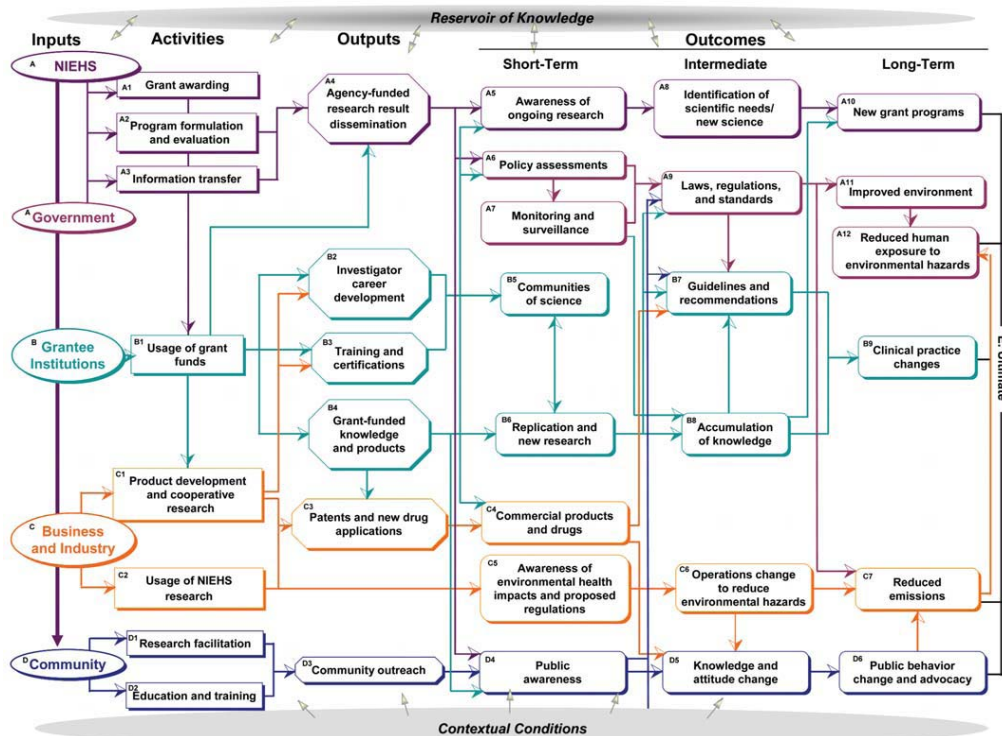 Reservoir of Knowledge
Inputs
Activities
Outputs
Outcomes
Short-Term
Intermediate
Long-Term
A
NIEHS
A1
Grant awarding
A2
Program formulation
and evaluation
A3
Information transfer
A4
Agency-funded
research result
dissemination
A5
Awareness of
ongoing research
A8
Identification of
scientific needs/
new science
A10
New grant programs
A6
Policy assessments
A7
Monitoring and
surveillance
A9
Laws, regulations,
and standards
A11
Improved environment
A12
Reduced human
exposure to
environmental hazards
A
Government
B
Grantee
Institutions
B1
Usage of grant
funds
B2
Investigator
career
development
B3
Training and
certifications
B4
Grant-funded
knowledge
and products
B5
Communities
of science
B6
Replication and
new research
B7
Guidelines and
recommendations
B8
Accumulation
of knowledge
B9
Clinical practice
changes
C
Business
and Industry
C1
Product development
and cooperative
research
C2
Usage of NIEHS
research
C3
Patents and new drug
applications
C4
Commercial products
and drugs
C5
Awareness of
environmental health
impacts and proposed
regulations
C6
Operations change
to reduce
environmental hazards
C7
Reduced
emissions
D
Community
D1
Research facilitation
D2
Education and training
D3
Community outreach
D4
Public
awareness
D5
Knowledge and
attitude change
D6
Public behavior
change and advocacy
Contextual Conditions